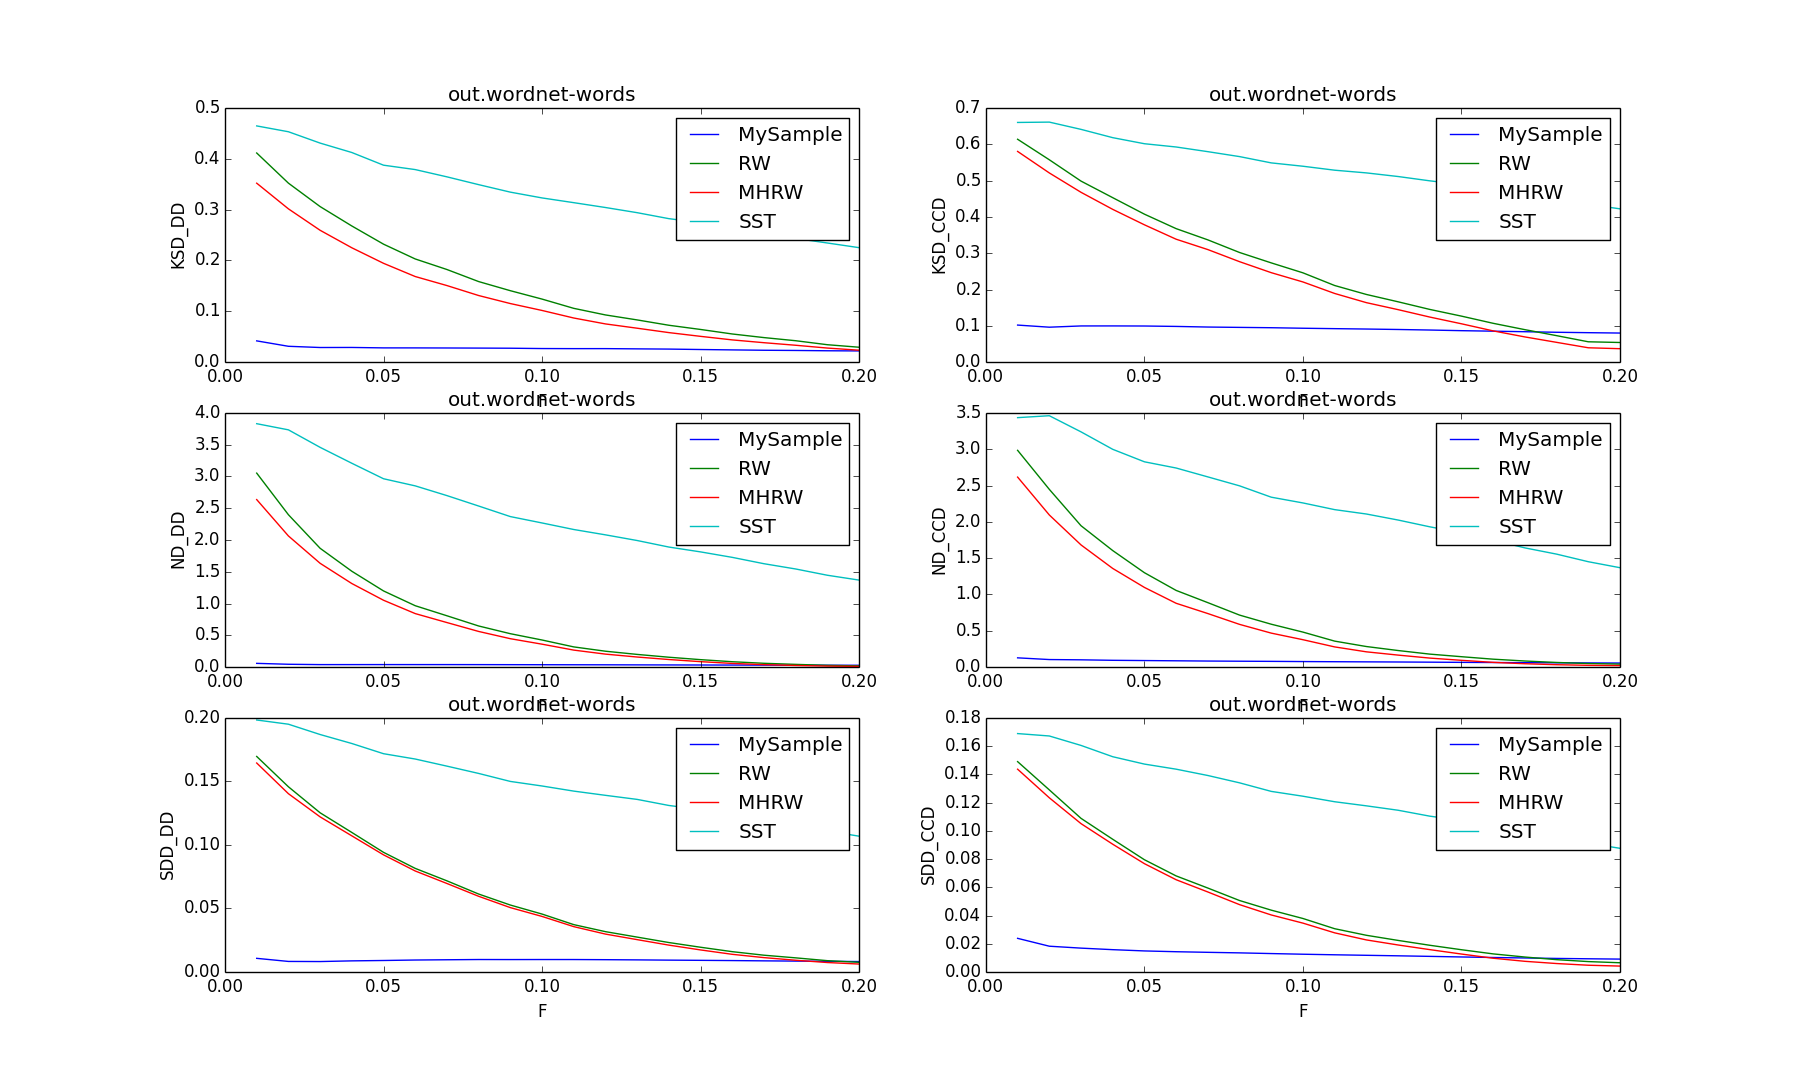 out.wordnet-words
0.5
0.4
0.3
0.2
0.1
0.0
KSD_DD
MySample
RW
MHRW
SST
0.00
0.05
0.10
0.15
0.20
F
out.wordnet-words
0.7
0.6
0.5
0.4
0.3
0.2
0.1
0.0
KSD_CCD
MySample
RW
MHRW
SST
0.00
0.05
0.10
0.15
0.20
F
out.wordnet-words
4.0
3.5
3.0
2.5
2.0
1.5
1.0
0.5
0.0
ND_DD
MySample
RW
MHRW
SST
0.00
0.05
0.10
0.15
0.20
F
out.wordnet-words
3.5
3.0
2.5
2.0
1.5
1.0
0.5
0.0
ND_CCD
MySample
RW
MHRW
SST
0.00
0.05
0.10
0.15
0.20
F
out.wordnet-words
0.20
0.15
0.10
0.05
0.00
SDD_DD
MySample
RW
MHRW
SST
0.00
0.05
0.10
0.15
0.20
F
out.wordnet-words
0.18
0.16
0.14
0.12
0.10
0.08
0.06
0.04
0.02
0.00
SDD_CCD
MySample
RW
MHRW
SST
0.00
0.05
0.10
0.15
0.20
F